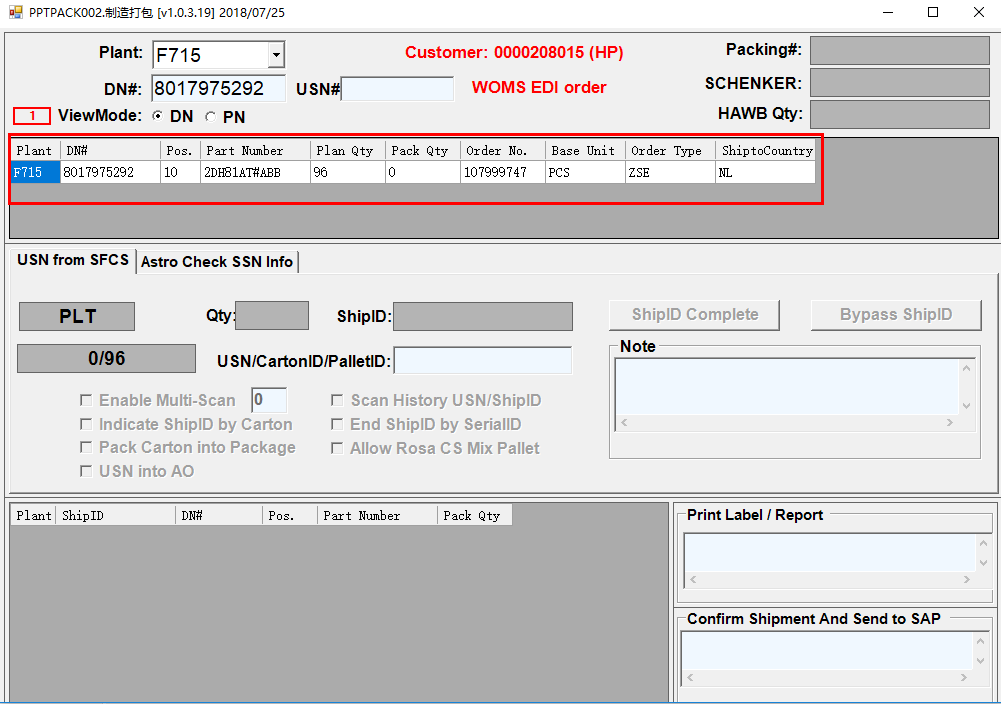 PPTPACK002.制造打包 [v1.0.3.19] 2018/07/25
Plant: F715 Customer: 0000208015 (HP) Packing#:
DN#: 8017975292 USN# WOMS EDI order SCHENKER:
1 ViewMode: DN PN HAWB Qty:
Plant DN# Pos. Part Number Plan Qty Pack Qty Order No. Base Unit Order Type ShiptoCountry
F715 8017975292 10 2DH81AT#ABB 96 0 107999747 PCS ZSE NL
USN from SFCS Astro Check SSN Info
PLT Qty: ShipID: ShipID Complete Bypass ShipID
0/96 USN/CartonID/PalletID: Note
Enable Multi-Scan 0 Scan History USN/ShipID
Indicate ShipID by Carton End ShipID by SerialID
Pack Carton into Package Allow Rosa CS Mix Pallet
USN into AO
Plant ShipID DN# Pos. Part Number Pack Qty
Print Label / Report
Confirm Shipment And Send to SAP